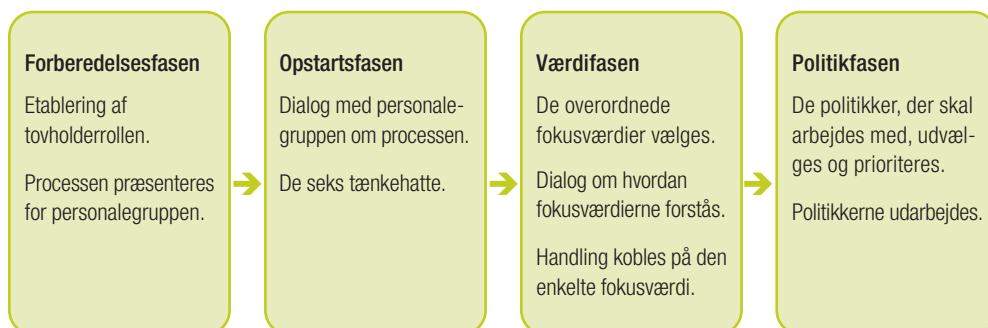 Forberedelsesfasen
Etablering af
tovholderrollen.
Processen præsenteres
for personalegruppen.
Opstartsfasen
Dialog med personale-
gruppen om processen.
De seks tænkehatte.
Værdifasen
De overordnede
fokusværdier vælges.
Dialog om hvordan
fokusværdierne forstås.
Handling kobles på den
enkelte fokusværdi.
Politikfasen
De politikker, der skal
arbejdes med, udvæl-
ges og prioriteres.
Politikkerne udarbejdes.